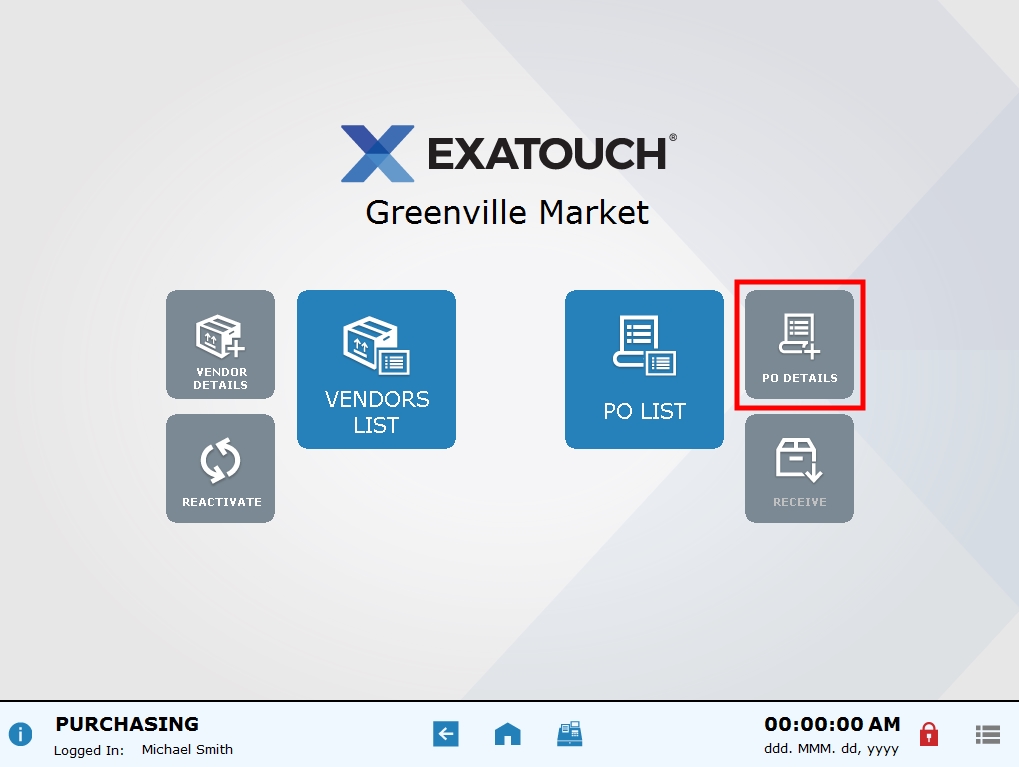 EXATOUCH®
Greenville Market
VENDOR
DETAILS
VENDORS
LIST
PO LIST
PO DETAILS
REACTIVATE
RECEIVE
PURCHASING
Logged In: Michael Smith
00:00:00 AM
ddd. MMM. dd, yyyy